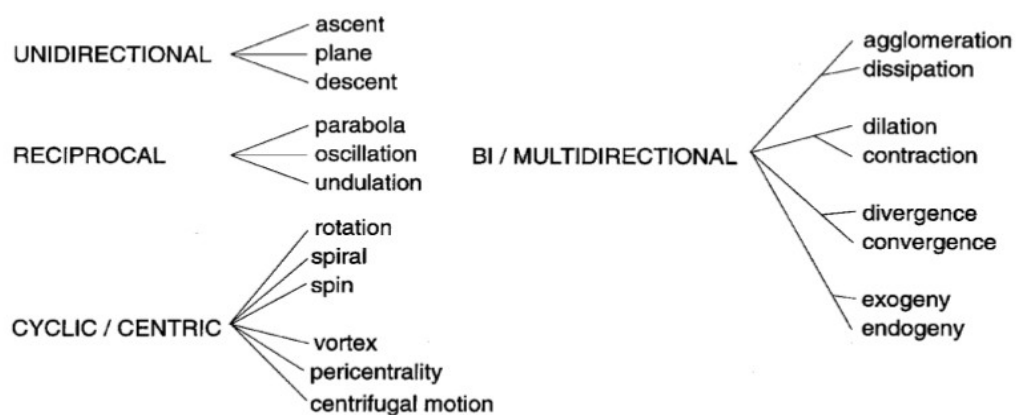 UNIDIRECTIONAL
ascent
plane
descent
RECIPROCAL
parabola
oscillation
undulation
CYCLIC / CENTRIC
rotation
spiral
spin
vortex
pericentrality
centrifugal motion
BI / MULTIDIRECTIONAL
agglomeration
dissipation
dilation
contraction
divergence
convergence
exogeny
endogeny